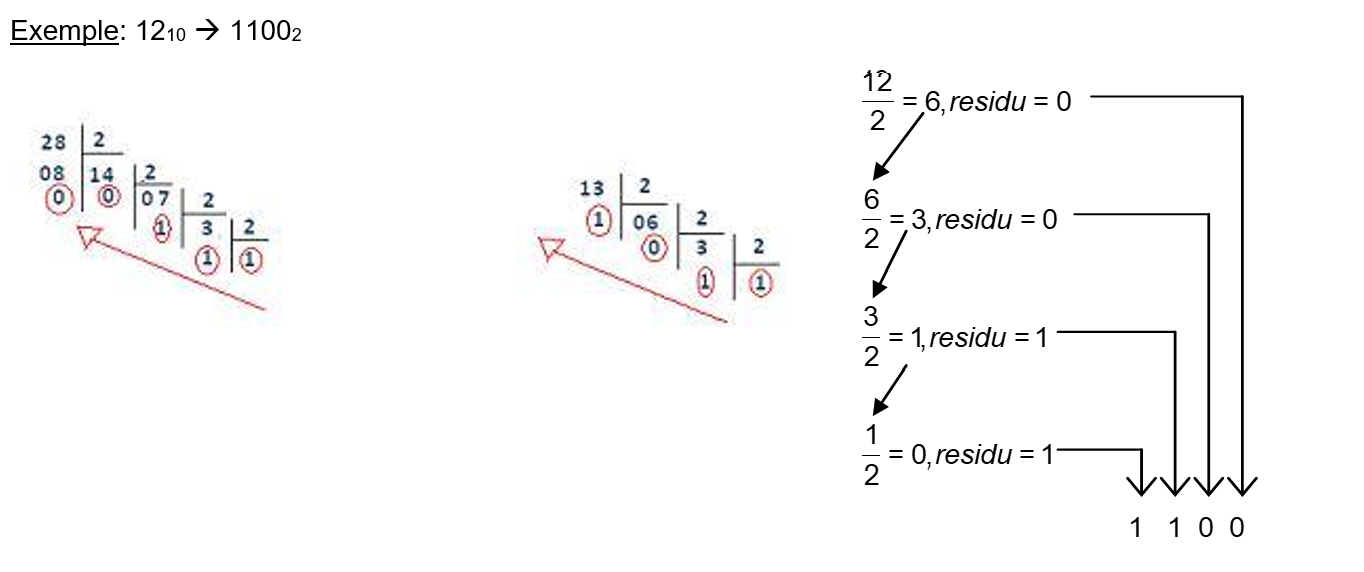 Exemple: 12₁₀ → 1100₂
28 2
08 14 2
0 0 07 2
1 3 2
1 1
13 2
1 06 2
0 3 2
1 1
12/2 = 6, residu = 0
6/2 = 3, residu = 0
3/2 = 1, residu = 1
1/2 = 0, residu = 1
1 1 0 0